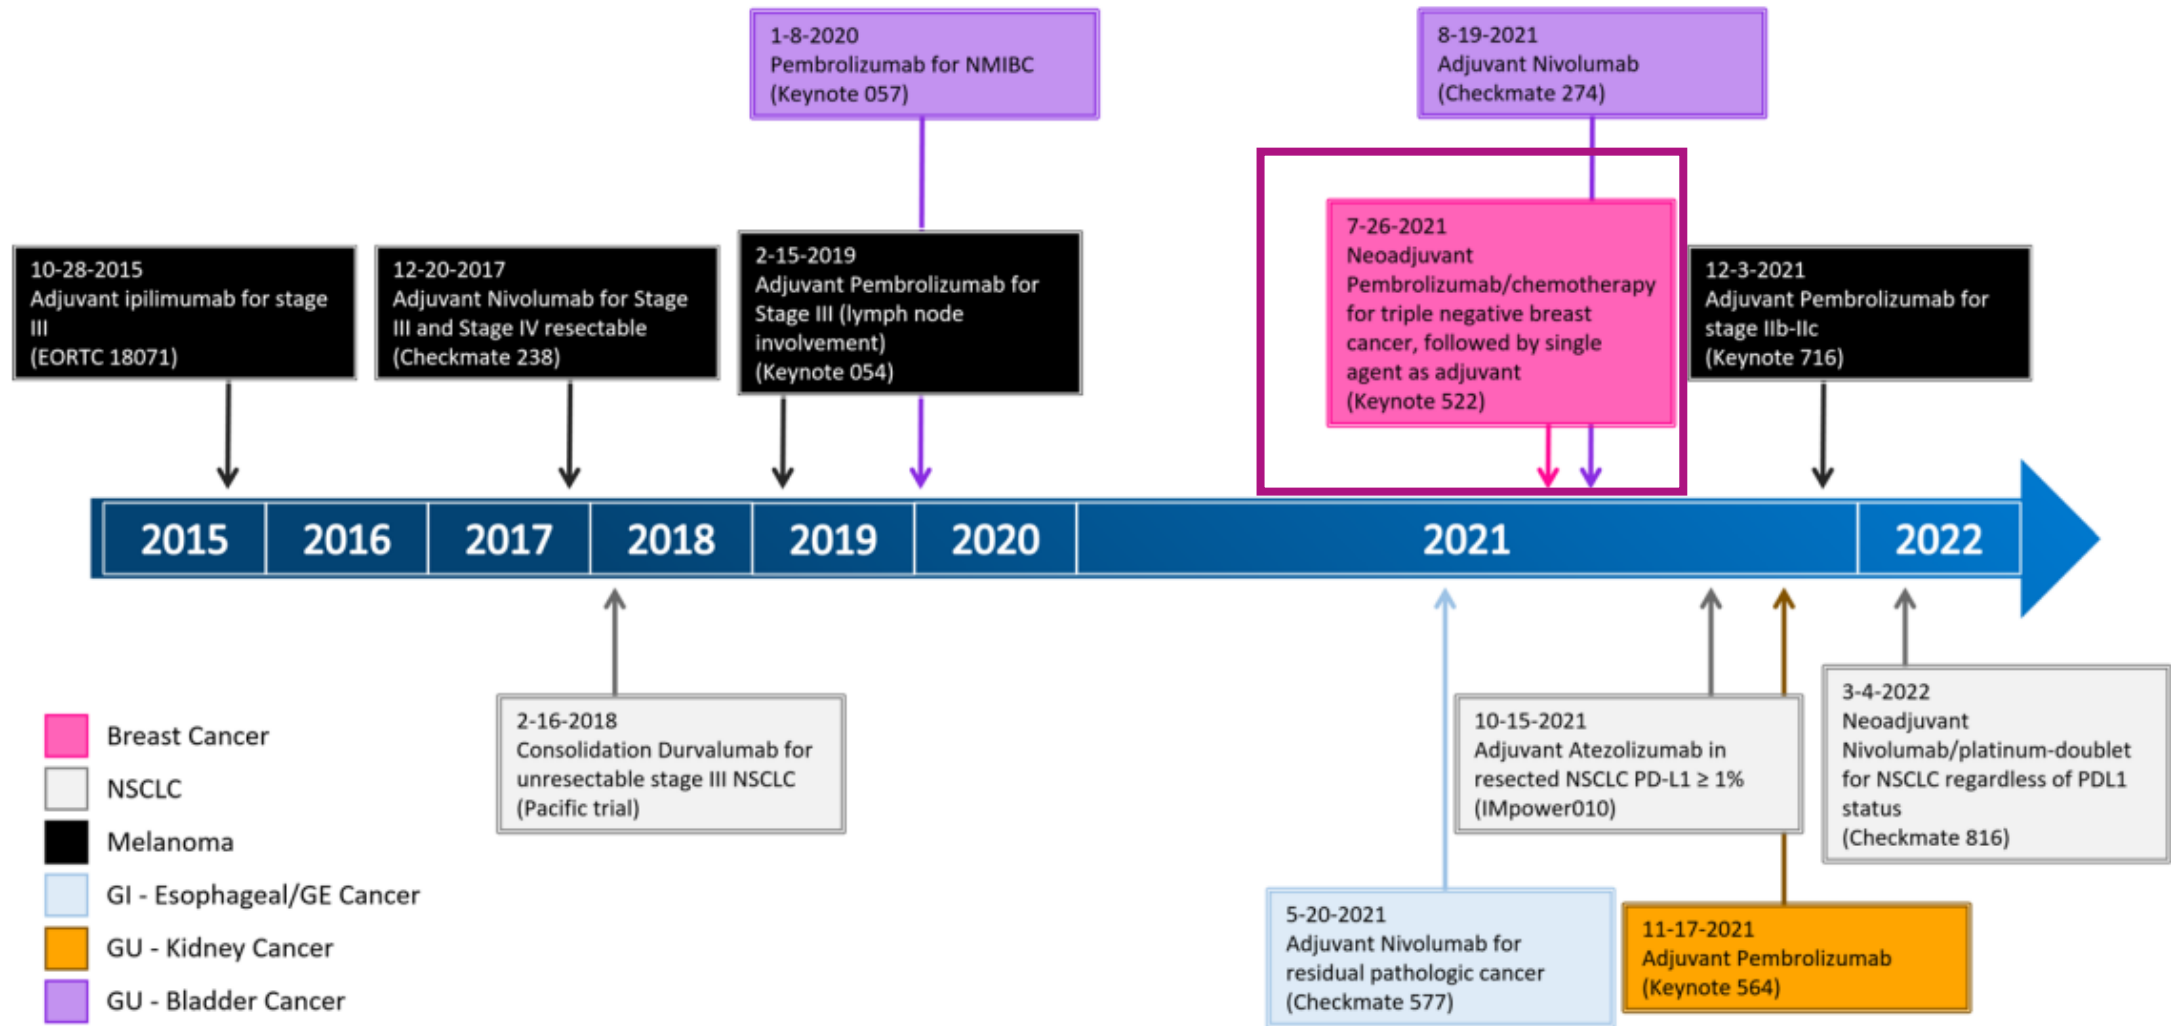 1-8-2020
Pembrolizumab for NMIBC
(Keynote 057)
8-19-2021
Adjuvant Nivolumab
(Checkmate 274)
10-28-2015
Adjuvant ipilimumab for stage
III
(EORTC 18071)
12-20-2017
Adjuvant Nivolumab for Stage
III and Stage IV resectable
(Checkmate 238)
2-15-2019
Adjuvant Pembrolizumab for
Stage III (lymph node
involvement)
(Keynote 054)
7-26-2021
Neoadjuvant
Pembrolizumab/chemotherapy
for triple negative breast
cancer, followed by single
agent as adjuvant
(Keynote 522)
12-3-2021
Adjuvant Pembrolizumab for
stage IIb-IIc
(Keynote 716)
2015 2016 2017 2018 2019 2020 2021 2022
Breast Cancer
NSCLC
Melanoma
GI - Esophageal/GE Cancer
GU - Kidney Cancer
GU - Bladder Cancer
2-16-2018
Consolidation Durvalumab for
unresectable stage III NSCLC
(Pacific trial)
10-15-2021
Adjuvant Atezolizumab in
resected NSCLC PD-L1 ≥ 1%
(IMpower010)
3-4-2022
Neoadjuvant
Nivolumab/platinum-doublet
for NSCLC regardless of PDL1
status
(Checkmate 816)
5-20-2021
Adjuvant Nivolumab for
residual pathologic cancer
(Checkmate 577)
11-17-2021
Adjuvant Pembrolizumab
(Keynote 564)